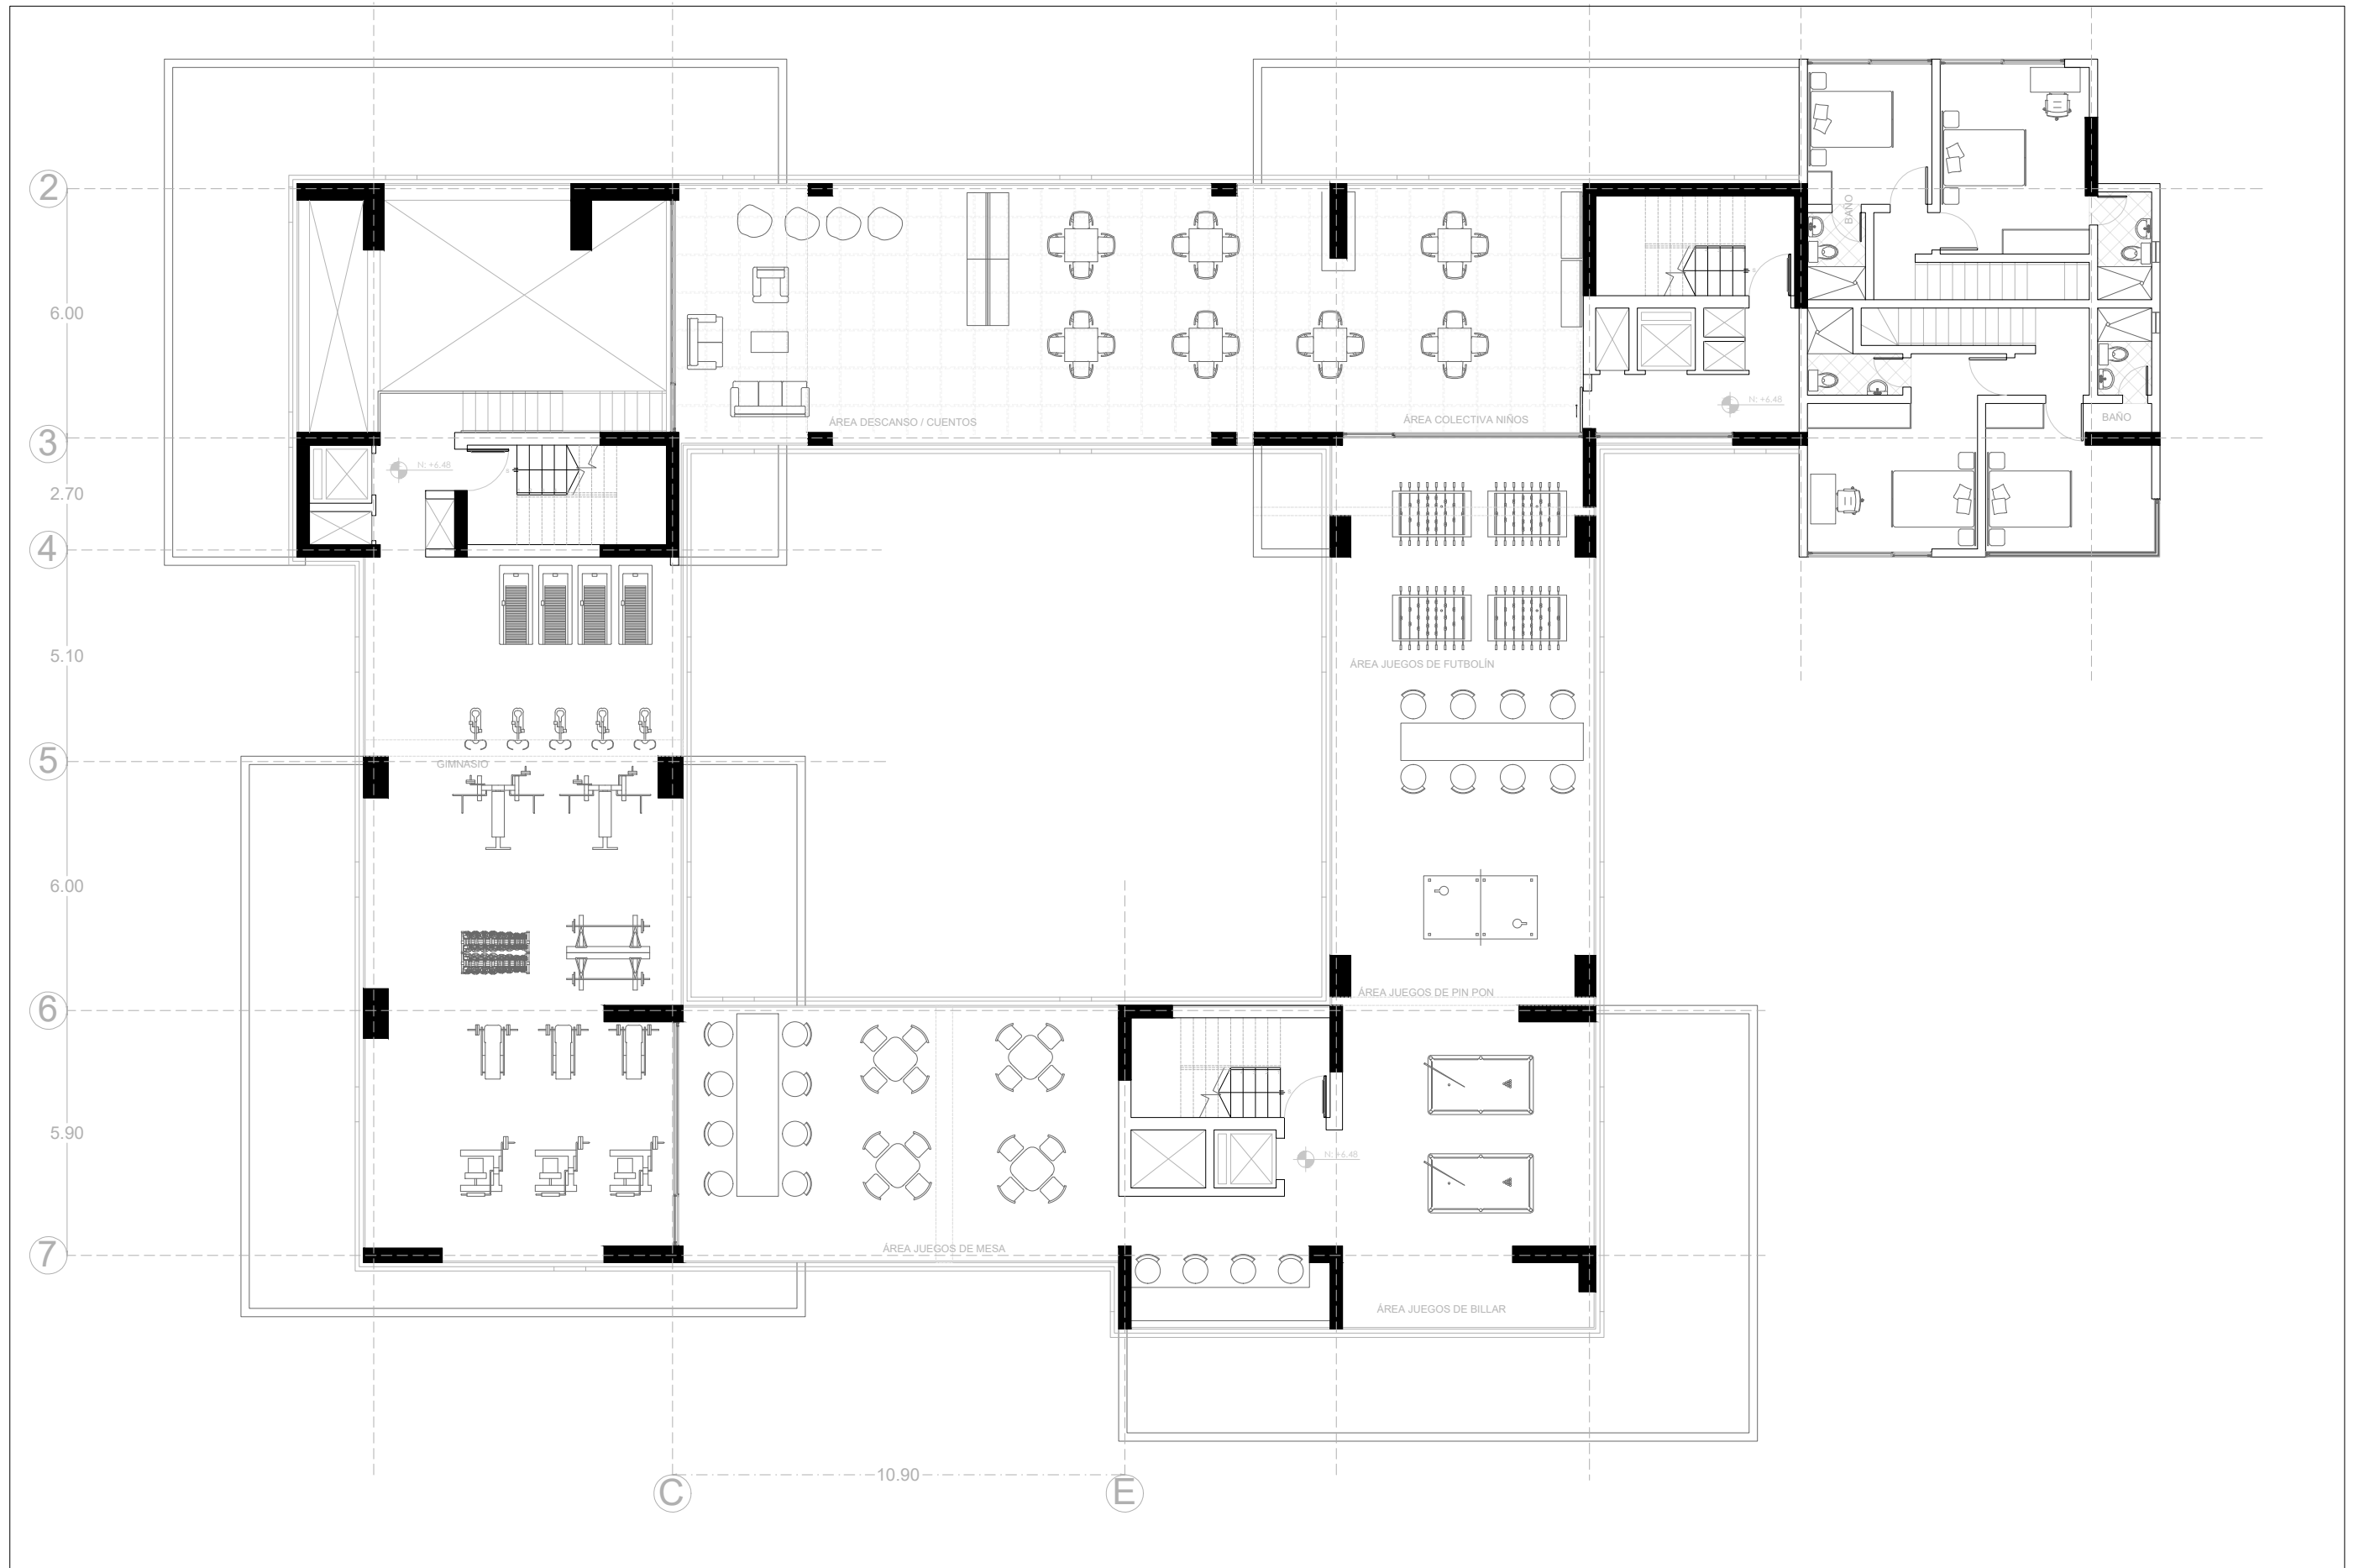 BAÑO
2
6.00
ÁREA DESCANSO / CUENTOS
ÁREA COLECTIVA NIÑOS
N: +6.48
BAÑO
3
N: +6.48
2.70
4
5.10
ÁREA JUEGOS DE FUTBOLÍN
5
GIMNASIO
6.00
ÁREA JUEGOS DE PIN PON
6
5.90
N: +6.48
ÁREA JUEGOS DE MESA
7
ÁREA JUEGOS DE BILLAR
10.90
C
E